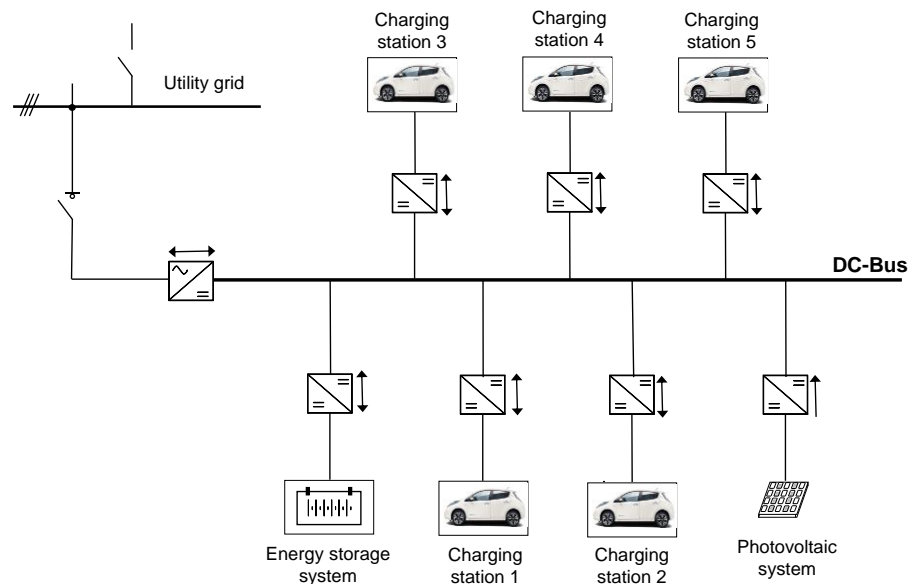 Charging
station 3
Charging
station 4
Charging
station 5
Utility grid
DC-Bus
Energy storage
system
Charging
station 1
Charging
station 2
Photovoltaic
system